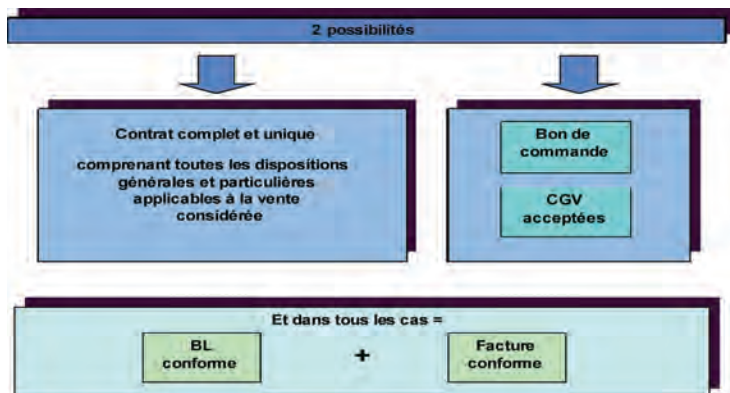 2 possibilités
Contrat complet et unique
comprenant toutes les dispositions
générales et particulières
applicables à la vente
considérée
Bon de
commande
CGV
acceptées
Et dans tous les cas =
BL
conforme
+
Facture
conforme